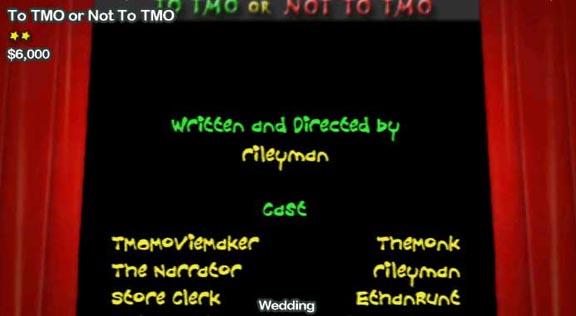 To TMO or Not To TMO
$6,000
TO TMO OR NOT TO TMO
Written and Directed by
rileyman
Cast
TMOMoviemaker TheMonk
The Narrator rileyman
Store Clerk EthanRunt
Wedding